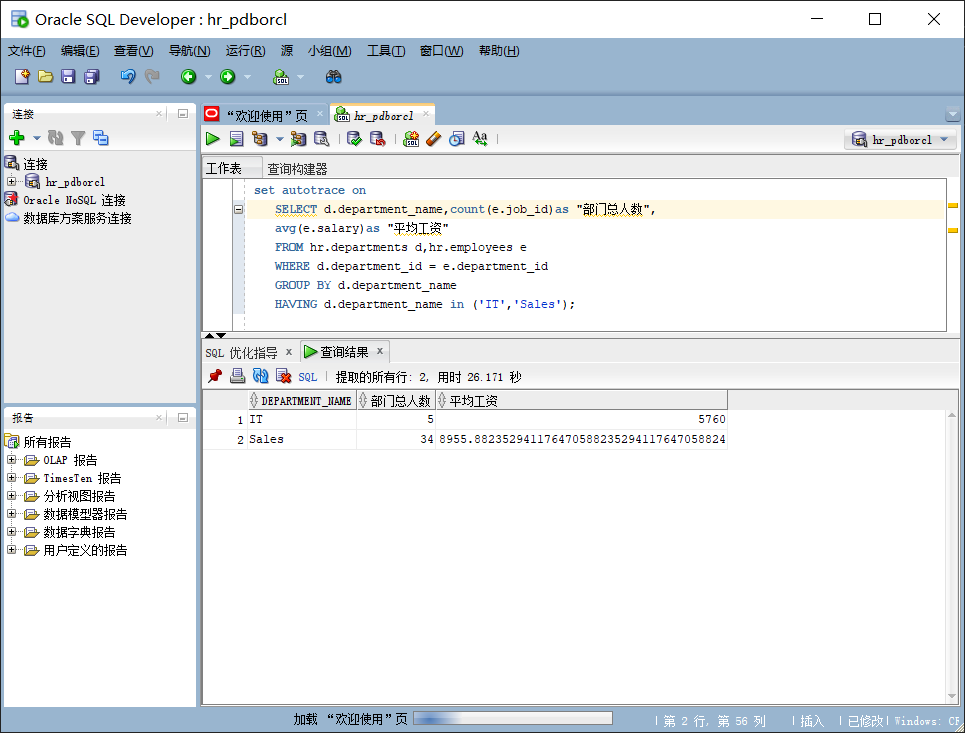 Oracle SQL Developer : hr_pdborcl
文件(F) 编辑(E) 查看(V) 导航(N) 运行(R) 源 小组(M) 工具(T) 窗口(W) 帮助(H)
连接
连接
hr_pdborcl
Oracle NoSQL 连接
数据库方案服务连接
报告
所有报告
OLAP 报告
TimesTen 报告
分析视图报告
数据模型器报告
数据字典报告
用户定义的报告
“欢迎使用”页 hr_pdborcl
hr_pdborcl
工作表 查询构建器
set autotrace on
SELECT d.department_name,count(e.job_id)as "部门总人数",
avg(e.salary)as "平均工资"
FROM hr.departments d,hr.employees e
WHERE d.department_id = e.department_id
GROUP BY d.department_name
HAVING d.department_name in ('IT','Sales');
SQL 优化指导 查询结果
SQL | 提取的所有行: 2, 用时 26.171 秒
DEPARTMENT_NAME 部门总人数 平均工资
1 IT 5 5760
2 Sales 34 8955.88235294117647058823529411764705882​4
加载 “欢迎使用”页 | 第 2 行, 第 56 列 | 插入 | 已修改 | Windows: CF